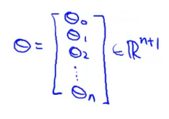 Θ = [ Θ₀
Θ₁
Θ₂
⋮
Θₙ ] ∈ ℝⁿ⁺¹